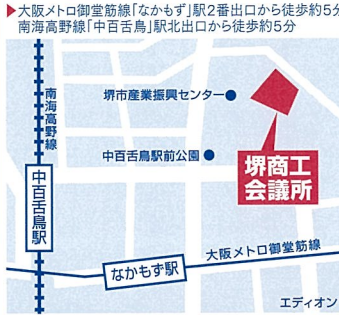 ▶大阪メトロ御堂筋線「なかもず」駅2番出口から徒歩約5分
南海高野線「中百舌鳥」駅北出口から徒歩約5分
南海高野線
堺市産業振興センター
中百舌鳥駅前公園
堺商工
会議所
中百舌鳥駅
大阪メトロ御堂筋線
なかもず駅
エディオン